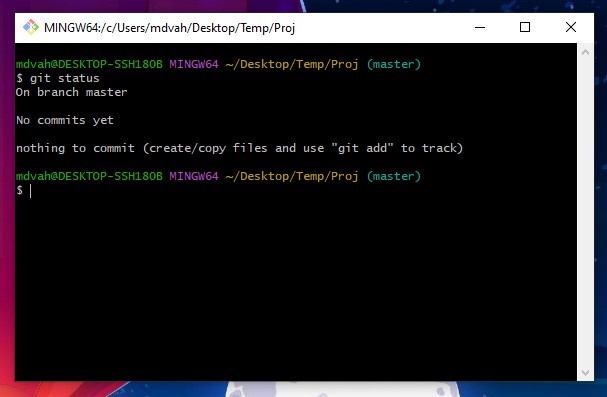 MINGW64:/c/Users/mdvah/Desktop/Temp/Proj
mdvah@DESKTOP-SSH18OB MINGW64 ~/Desktop/Temp/Proj (master)
$ git status
On branch master
No commits yet
nothing to commit (create/copy files and use "git add" to track)
mdvah@DESKTOP-SSH18OB MINGW64 ~/Desktop/Temp/Proj (master)
$